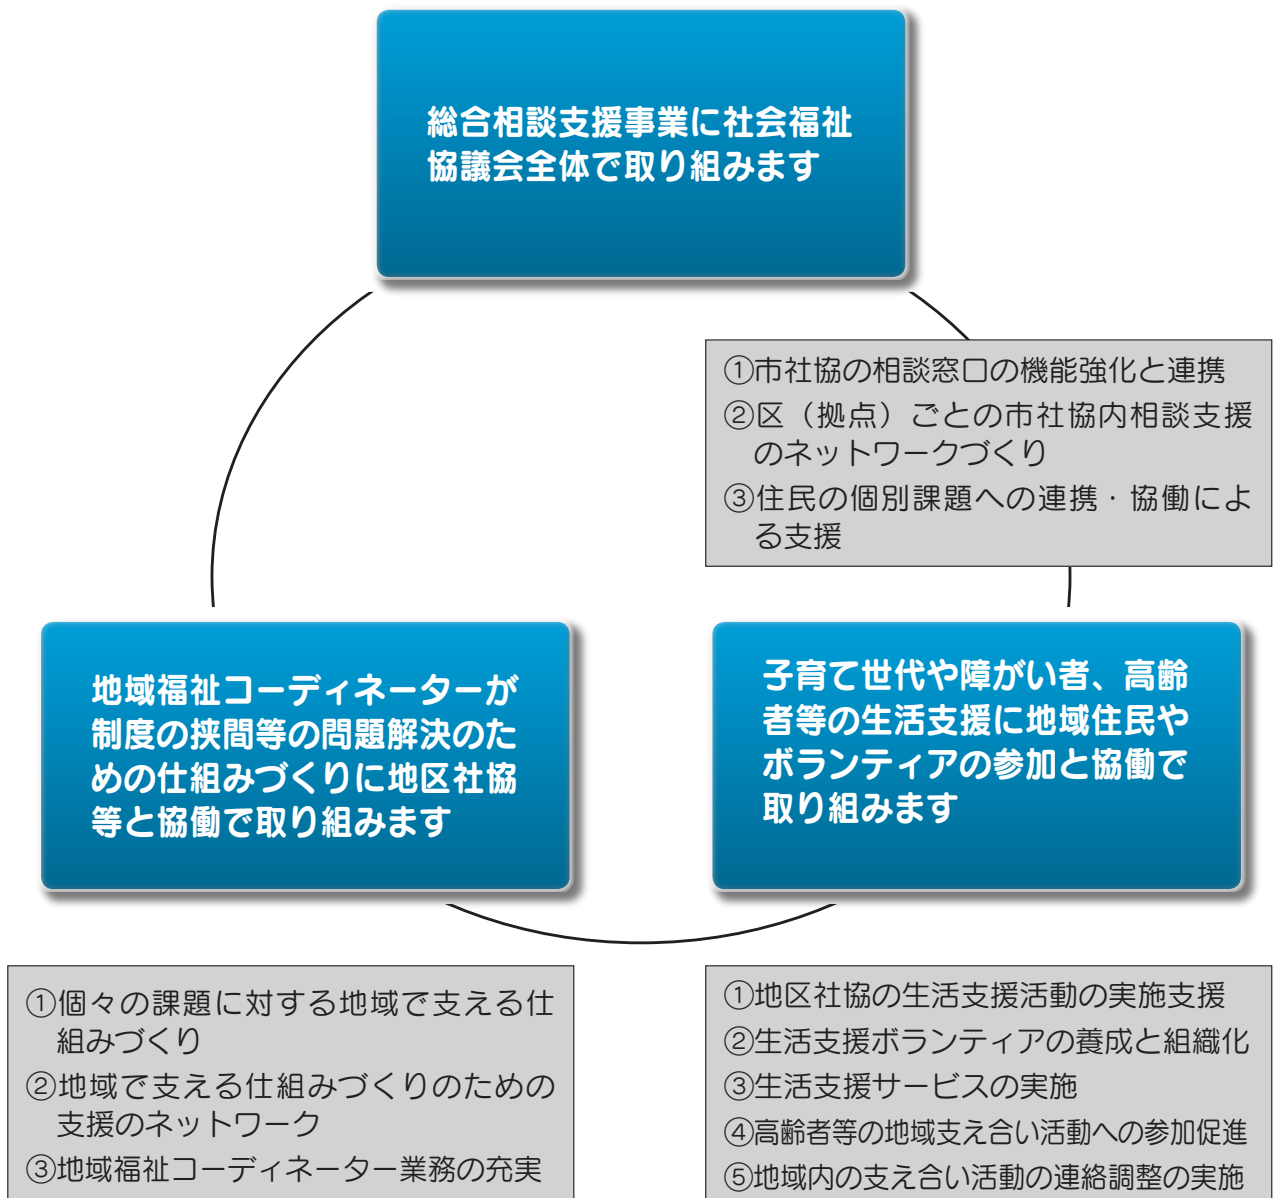 総合相談支援事業に社会福祉
協議会全体で取り組みます
①市社協の相談窓口の機能強化と連携
②区（拠点）ごとの市社協内相談支援
のネットワークづくり
③住民の個別課題への連携・協働によ
る支援
地域福祉コーディネーターが
制度の狭間等の問題解決のた
めの仕組みづくりに地区社協
等と協働で取り組みます
子育て世代や障がい者、高齢
者等の生活支援に地域住民や
ボランティアの参加と協働で
取り組みます
①個々の課題に対する地域で支える仕
組みづくり
②地域で支える仕組みづくりのための
支援のネットワーク
③地域福祉コーディネーター業務の充実
①地区社協の生活支援活動の実施支援
②生活支援ボランティアの養成と組織化
③生活支援サービスの実施
④高齢者等の地域支え合い活動への参加促進
⑤地域内の支え合い活動の連絡調整の実施